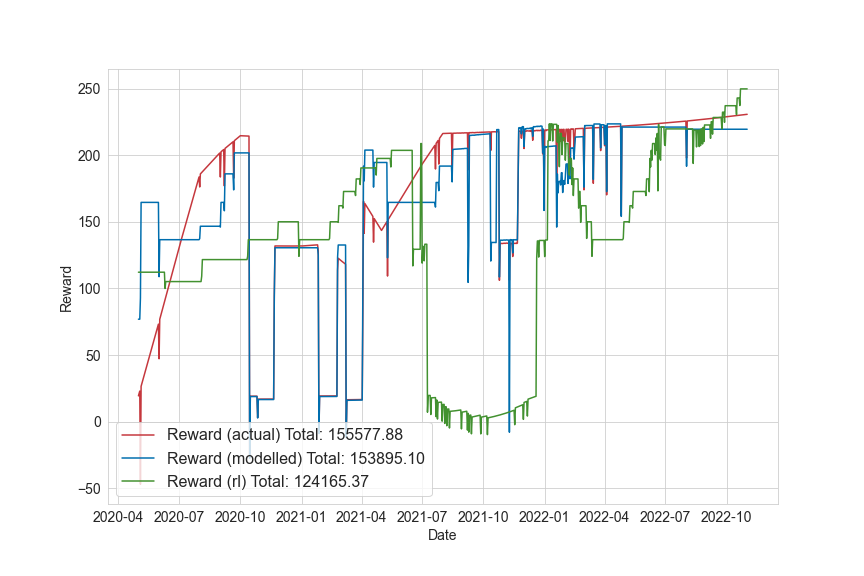 250
200
150
100
50
0
−50
Reward
Reward (actual) Total: 155577.88
Reward (modelled) Total: 153895.10
Reward (rl) Total: 124165.37
2020-04 2020-07 2020-10 2021-01 2021-04 2021-07 2021-10 2022-01 2022-04 2022-07 2022-10
Date